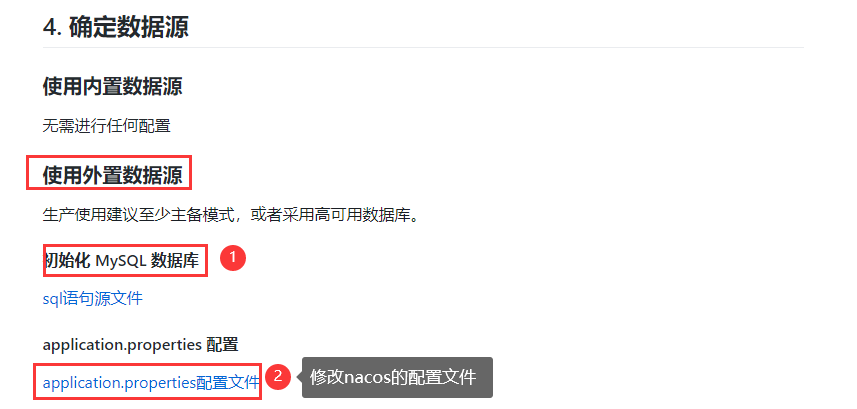 4. 确定数据源
使用内置数据源
无需进行任何配置
使用外置数据源
生产使用建议至少主备模式，或者采用高可用数据库。
初始化 MySQL 数据库
1
sql语句源文件
application.properties 配置
application.properties配置文件
2
修改nacos的配置文件